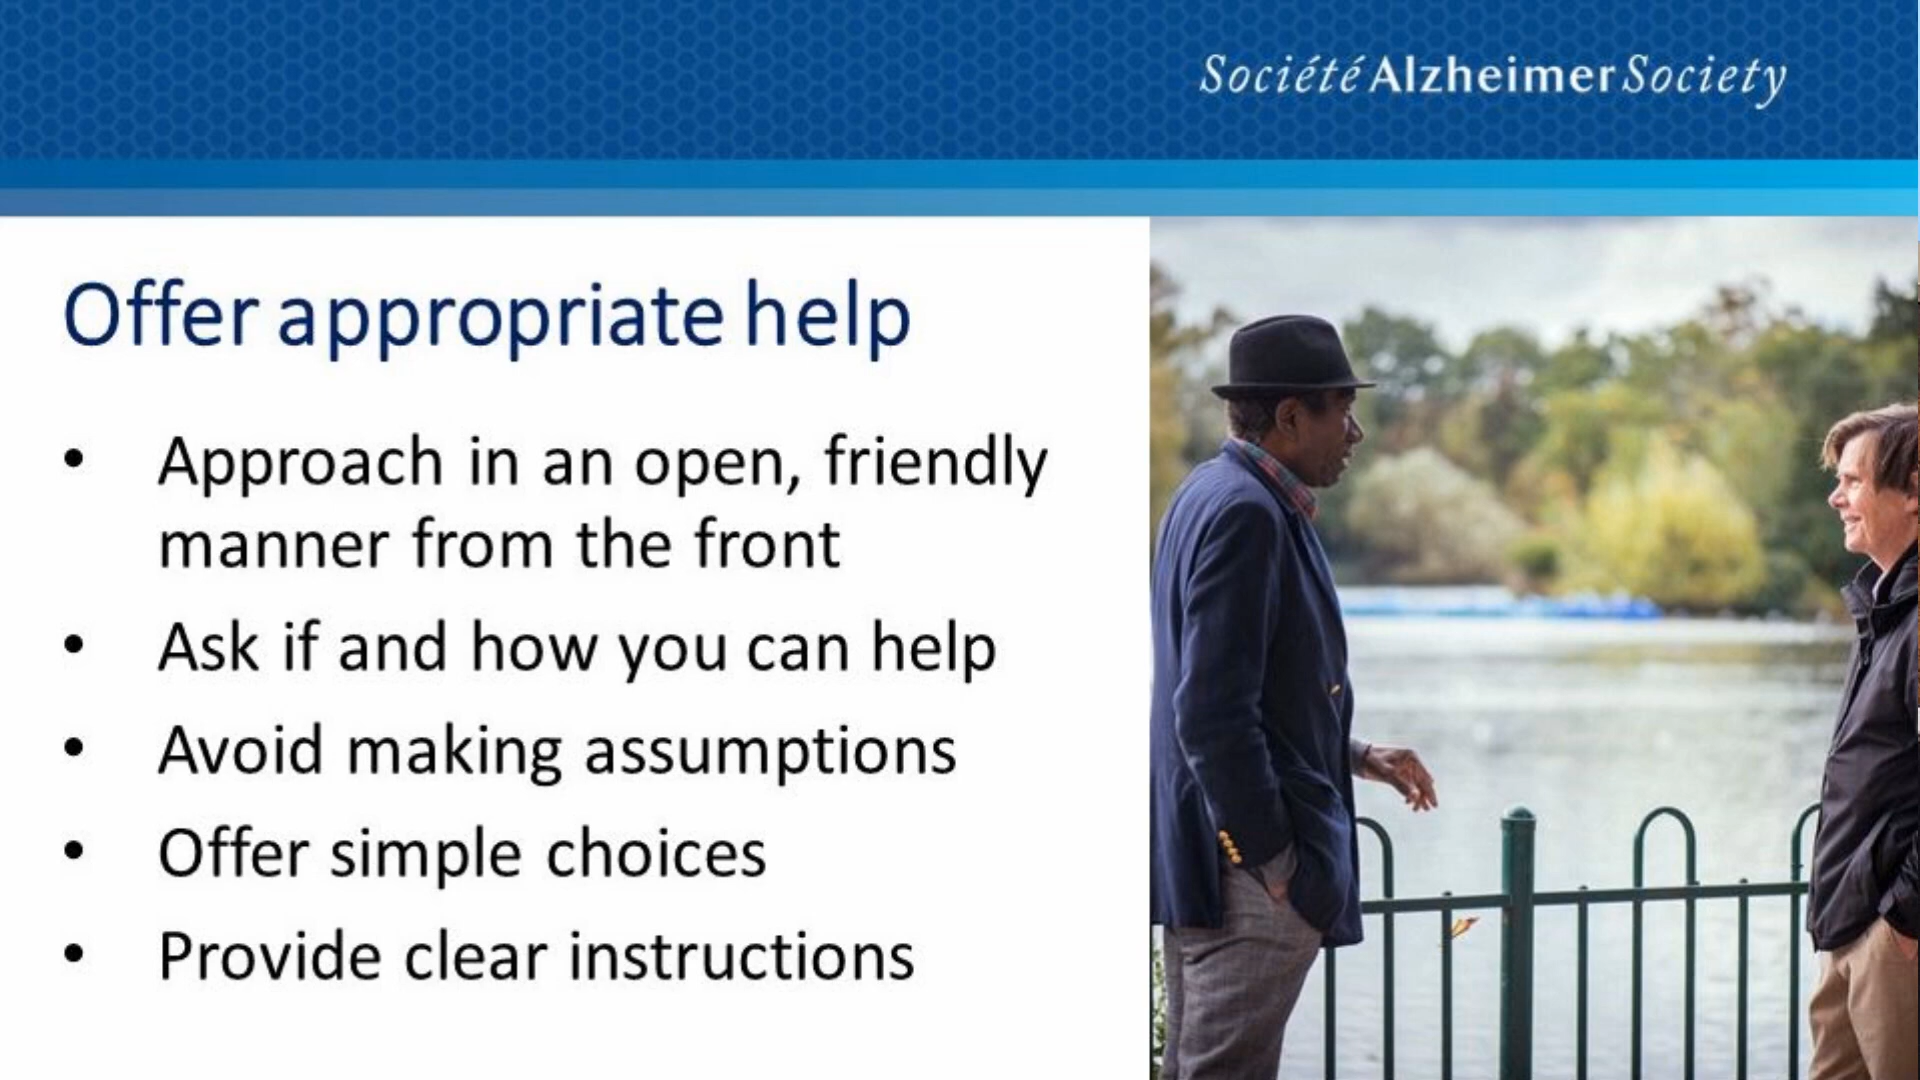 Société Alzheimer Society
Offer appropriate help
• Approach in an open, friendly
manner from the front
• Ask if and how you can help
• Avoid making assumptions
• Offer simple choices
• Provide clear instructions